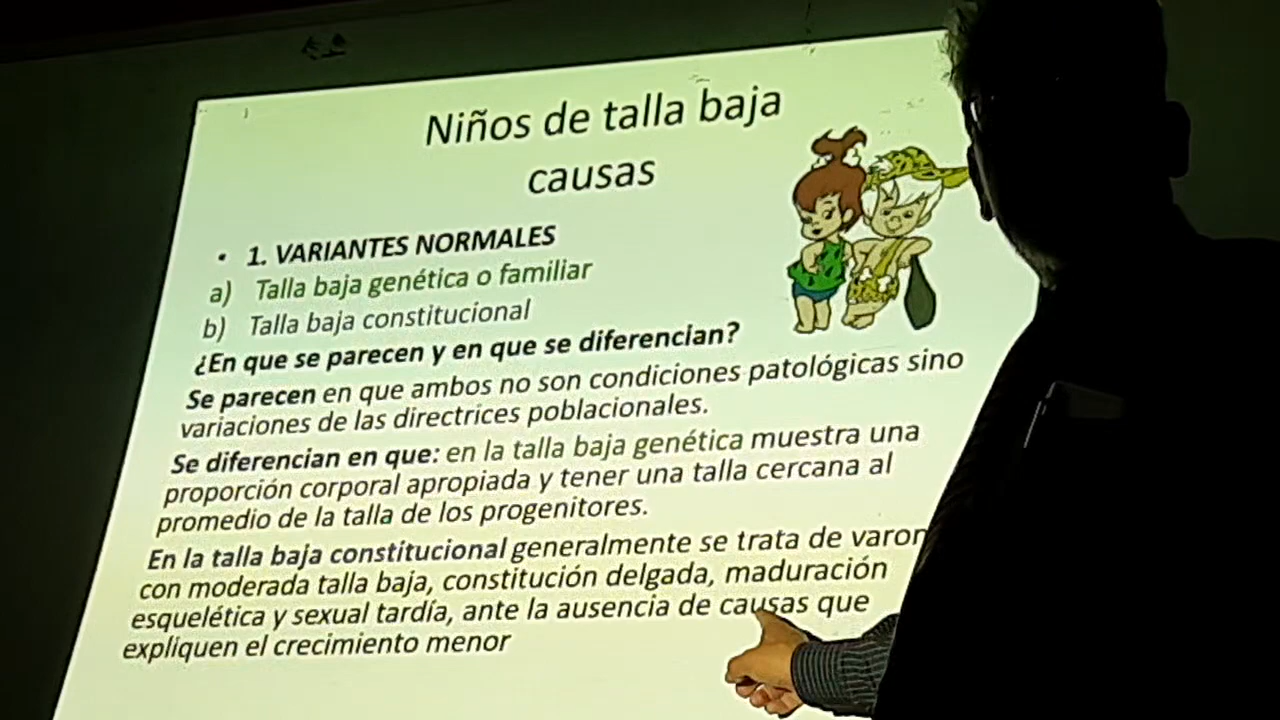 Niños de talla baja
causas
• 1. VARIANTES NORMALES
a) Talla baja genética o familiar
b) Talla baja constitucional
¿En que se parecen y en que se diferencian?
Se parecen en que ambos no son condiciones patológicas sino
variaciones de las directrices poblacionales.
Se diferencian en que: en la talla baja genética muestra una
proporción corporal apropiada y tener una talla cercana al
promedio de la talla de los progenitores.
En la talla baja constitucional generalmente se trata de varon
con moderada talla baja, constitución delgada, maduración
esquelética y sexual tardía, ante la ausencia de causas que
expliquen el crecimiento menor